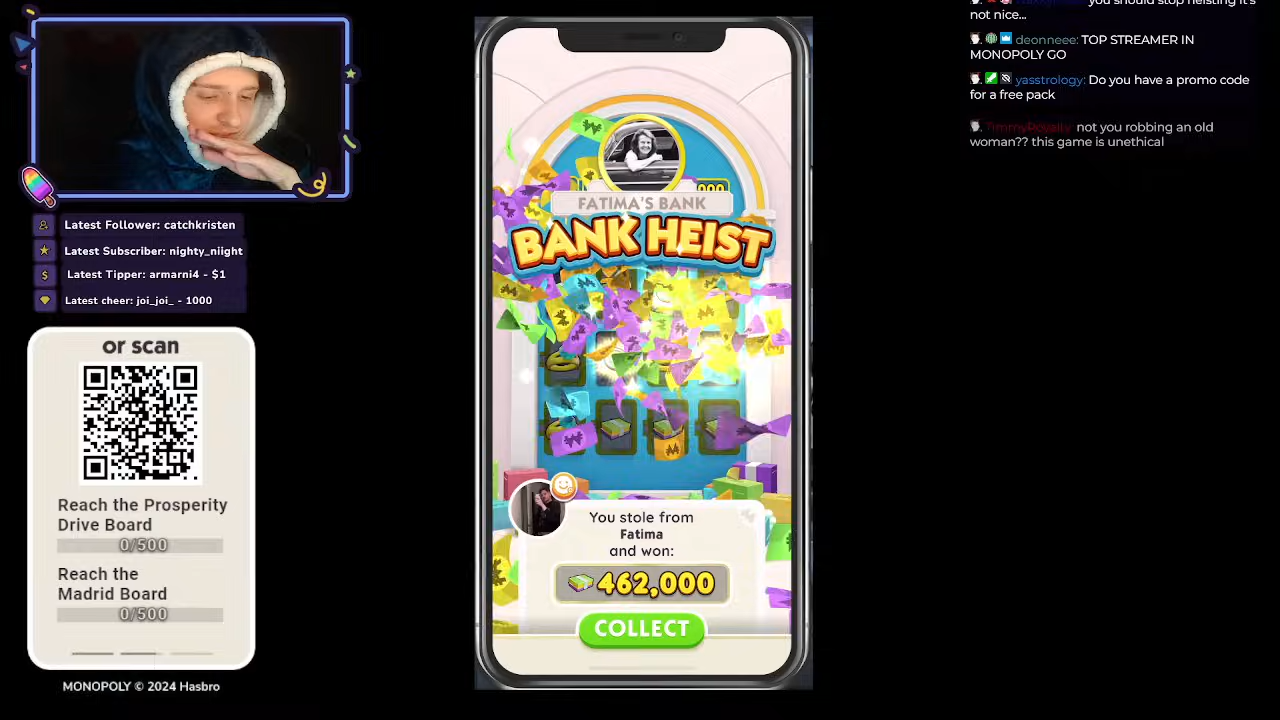 Latest Follower: catchkristen
Latest Subscriber: nighty_niight
Latest Tipper: armarni4 - $1
Latest cheer: joi_joi_ - 1000
or scan
Reach the Prosperity
Drive Board
0/500
Reach the
Madrid Board
0/500
MONOPOLY © 2024 Hasbro
000
FATIMA'S BANK
BANK HEIST
You stole from
Fatima
and won:
462,000
COLLECT
you should stop heisting it's
not nice...
deonneee: TOP STREAMER IN
MONOPOLY GO
yasstrology: Do you have a promo code
for a free pack
not you robbing an old
woman?? this game is unethical